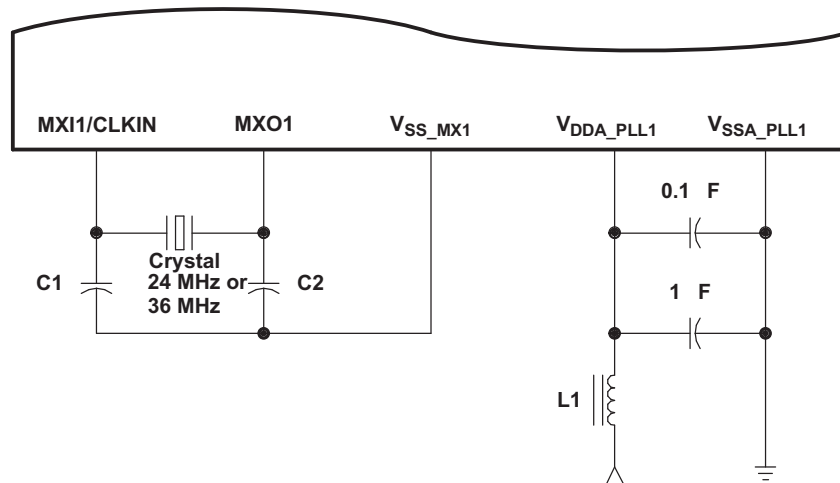 MXI1/CLKIN MXO1 VSS_MX1 VDDA_PLL1 VSSA_PLL1
0.1 F
Crystal
C1 24 MHz or C2
36 MHz
1 F
L1